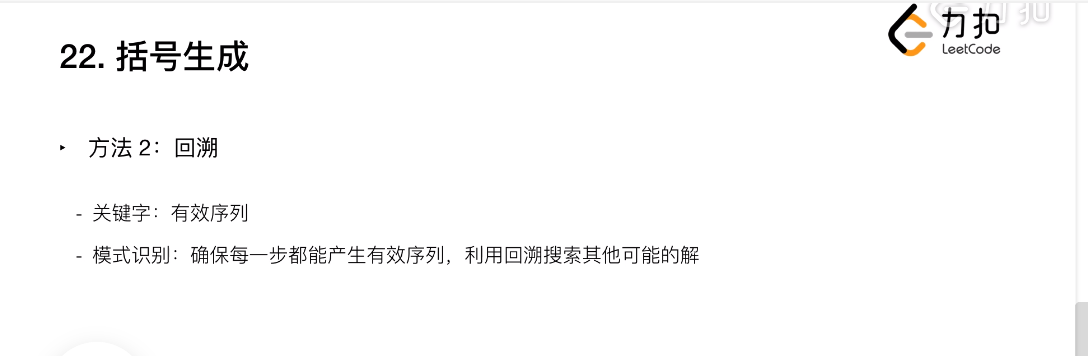 力扣
LeetCode
22. 括号生成
‣ 方法 2：回溯
- 关键字：有效序列
- 模式识别：确保每一步都能产生有效序列，利用回溯搜索其他可能的解